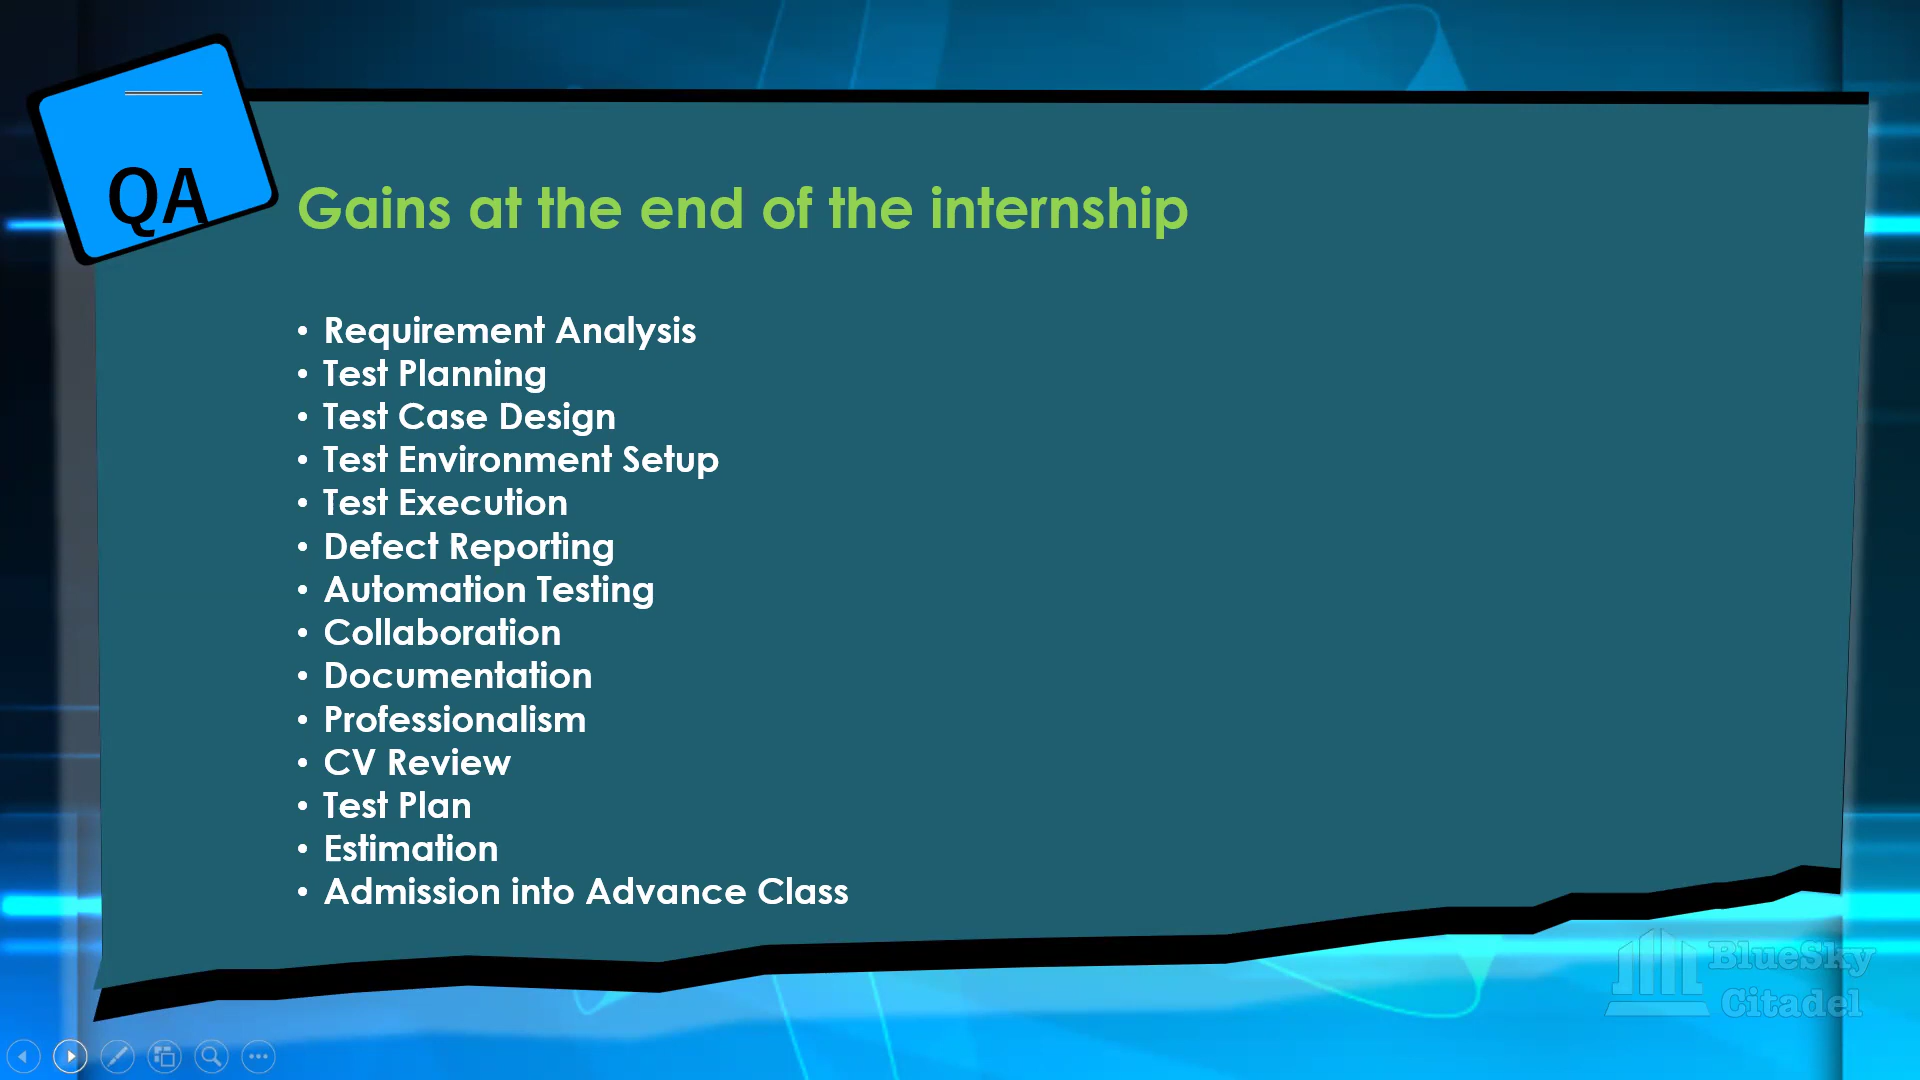 QA
Gains at the end of the internship
• Requirement Analysis
• Test Planning
• Test Case Design
• Test Environment Setup
• Test Execution
• Defect Reporting
• Automation Testing
• Collaboration
• Documentation
• Professionalism
• CV Review
• Test Plan
• Estimation
• Admission into Advance Class
BlueSky
Citadel